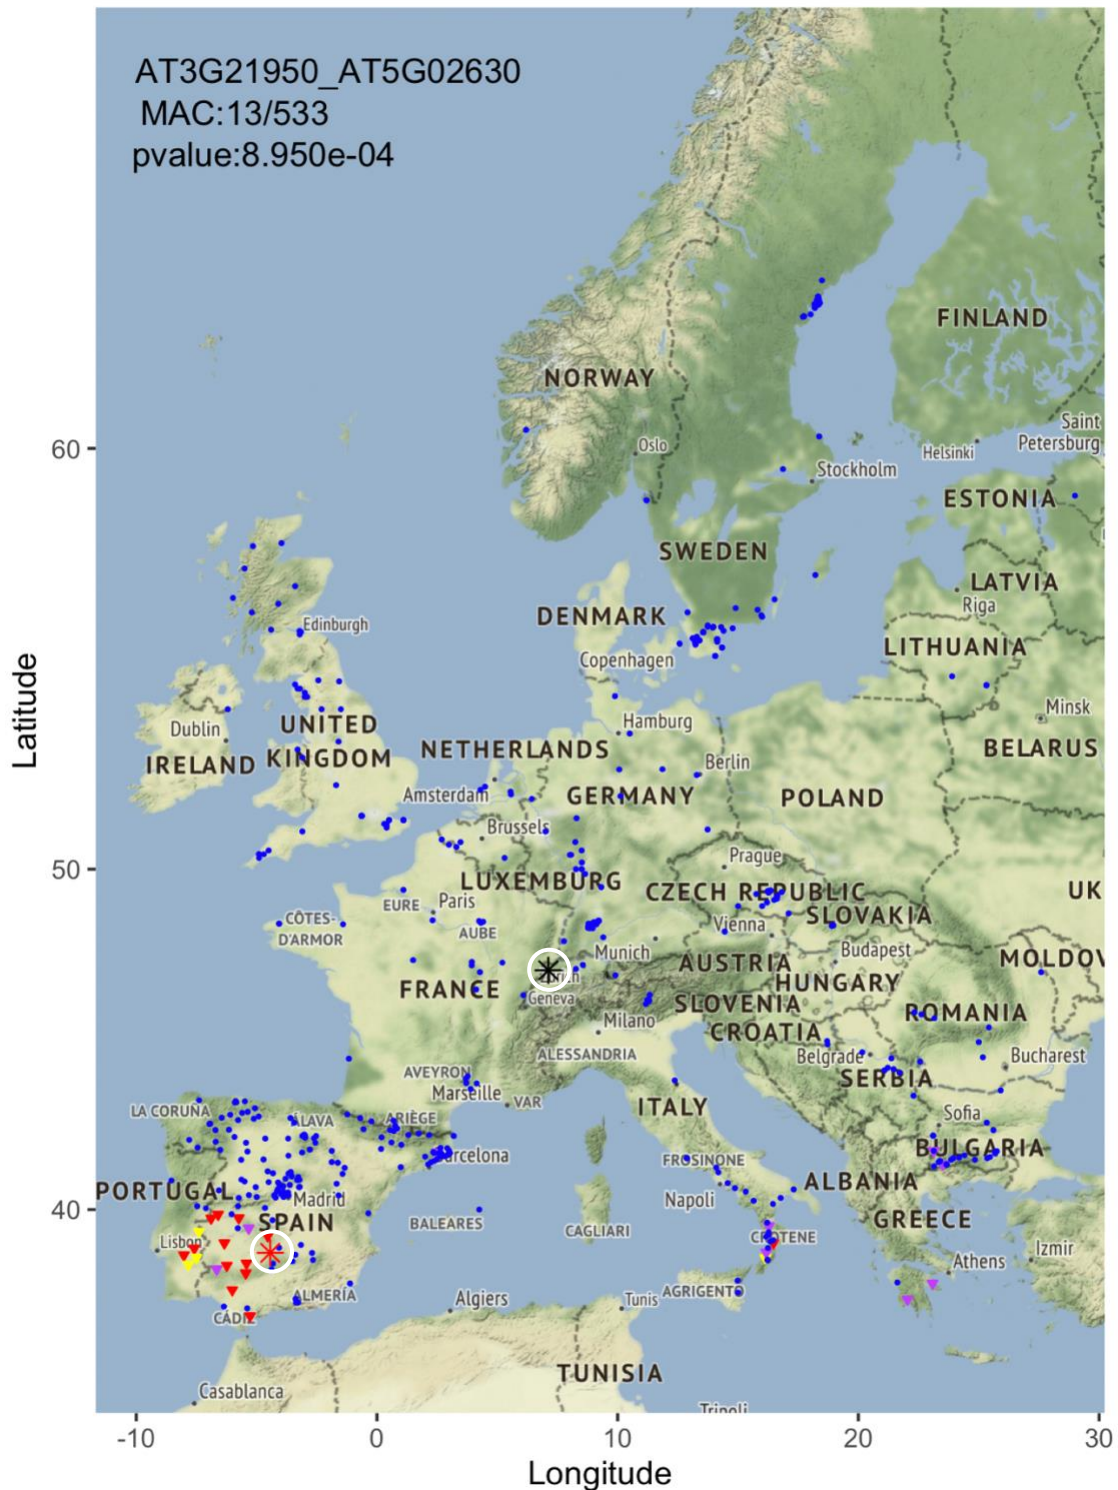 AT3G21950_AT5G02630
MAC:13/533
pvalue:8.950e-04
FINLAND
NORWAY
Saint
Petersburg
60
Oslo
Helsinki
Stockholm
ESTONIA
SWEDEN
LATVIA
Riga
DENMARK
Edinburgh
LITHUANIA
Copenhagen
Minsk
Dublin
UNITED
Hamburg
NETHERLANDS
BELARUS
IRELAND
KINGDOM
Berlin
Amsterdam
GERMANY
POLAND
Brussels
Prague
50
LUXEMBURG
CZECH REPUBLIC
UK
EURE
Paris
CÔTES-
D'ARMOR
AUBE
SLOVAKIA
Vienna
Munich
Budapest
AUSTRIA
MOLDOV
FRANCE
Geneva
HUNGARY
SLOVENIA
ROMANIA
Milano
CROATIA
ALESSANDRIA
Belgrade
Bucharest
AVEYRON
SERBIA
Marseille
VAR
LA CORUÑA
ÁLAVA
ARIÈGE
ITALY
Sofia
BULGARIA
arcelona
FROSINONE
PORTUGAL
Madrid
ALBANIA
40
Napoli
SPAIN
BALEARES
CAGLIARI
CROTENE
GREECE
Lisbon
Izmir
Athens
ALMERÍA
Algiers
Tunis
AGRIGENTO
CÁDIZ
TUNISIA
Casablanca
Tripoli
-10
0
10
20
30
Longitude
Latitude